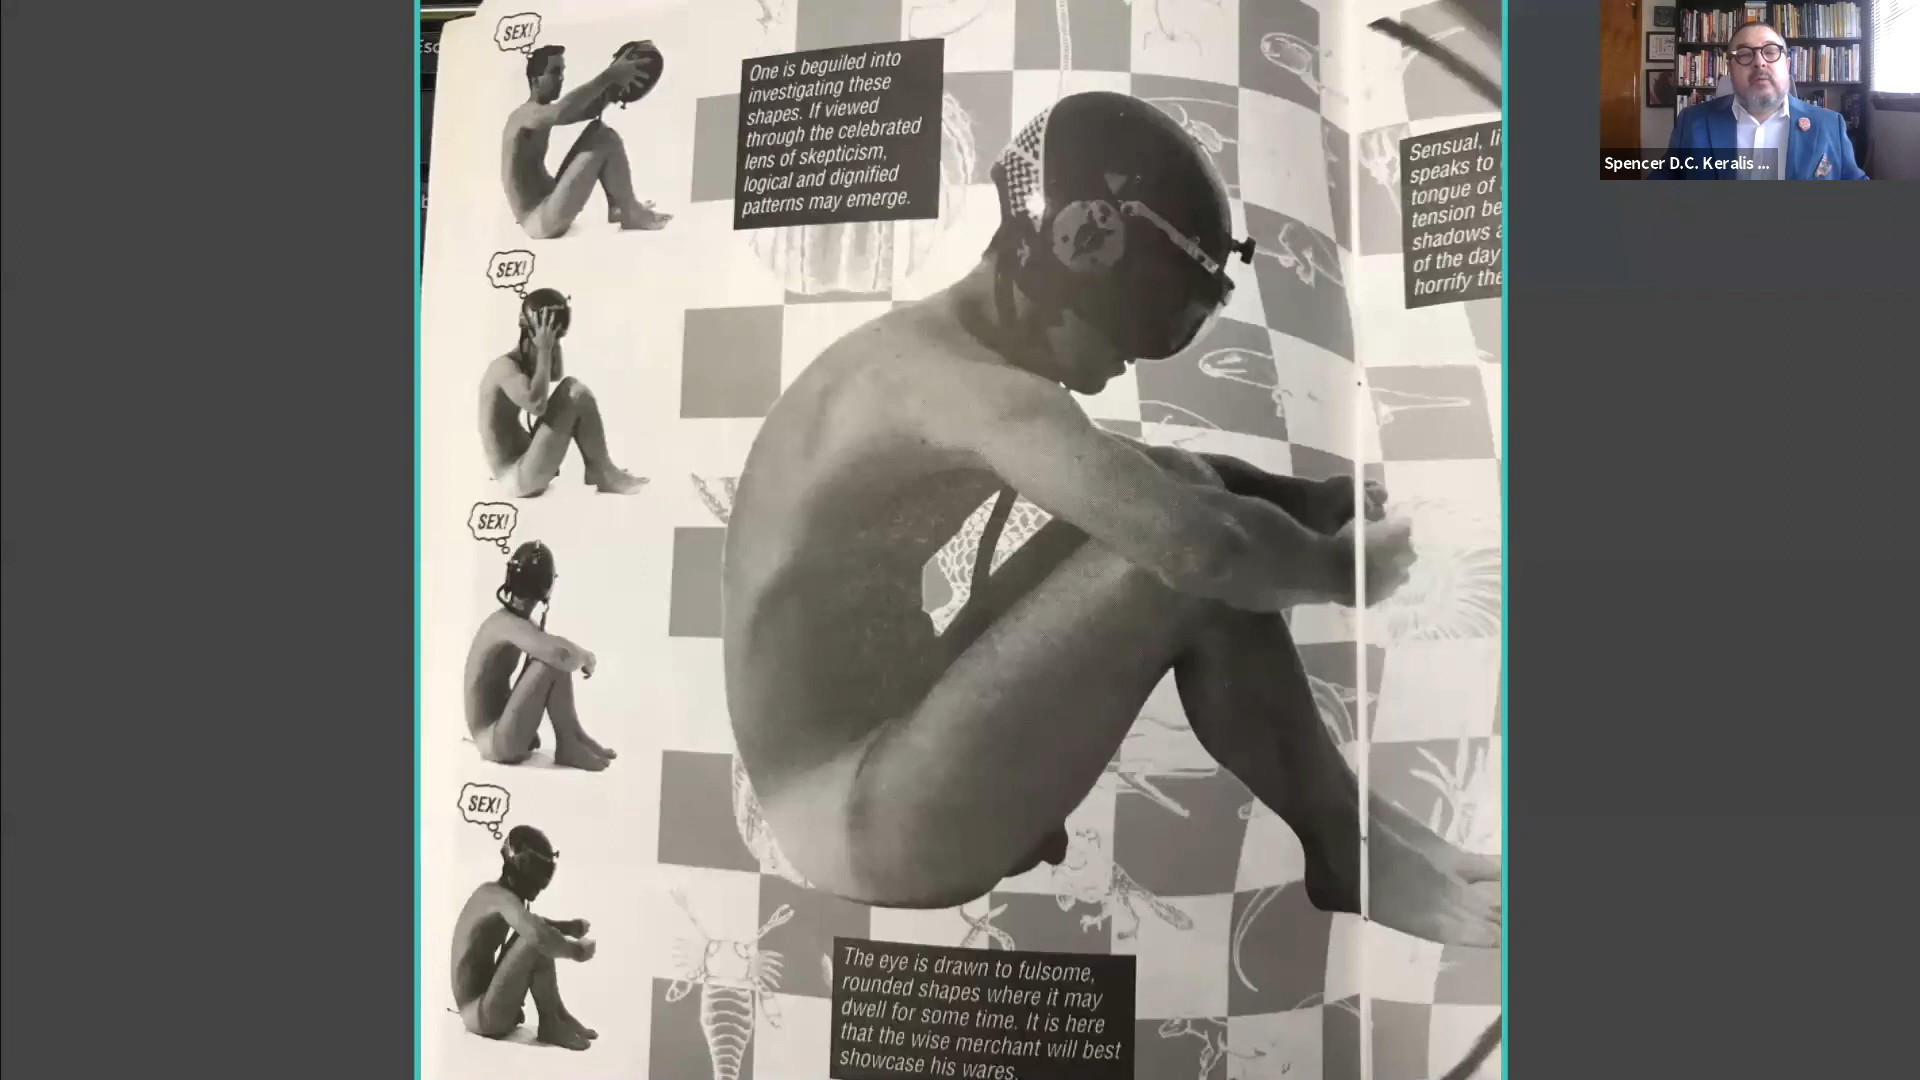 SEX!
SEX!
SEX!
SEX!
One is beguiled into
investigating these
shapes. If viewed
through the celebrated
lens of skepticism,
logical and dignified
patterns may emerge.
The eye is drawn to fulsome,
rounded shapes where it may
dwell for some time. It is here
that the wise merchant will best
showcase his wares.
Sensual, li
speaks to
tongue of
tension be
shadows a
of the day
horrify the
Esc
Spencer D.C. Keralis ...